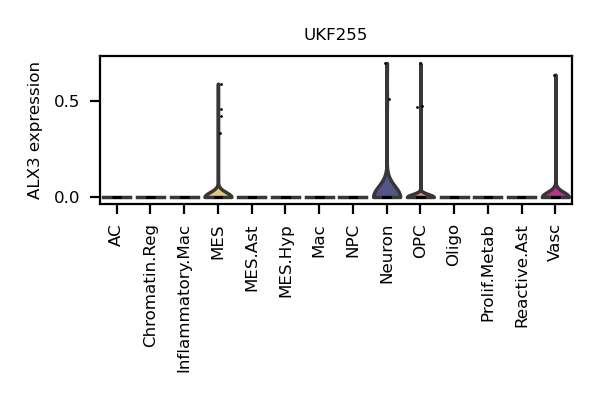 UKF255
ALX3 expression
0.5
0.0
AC
Chromatin.Reg
Inflammatory.Mac
MES
MES.Ast
MES.Hyp
Mac
NPC
Neuron
OPC
Oligo
Prolif.Metab
Reactive.Ast
Vasc